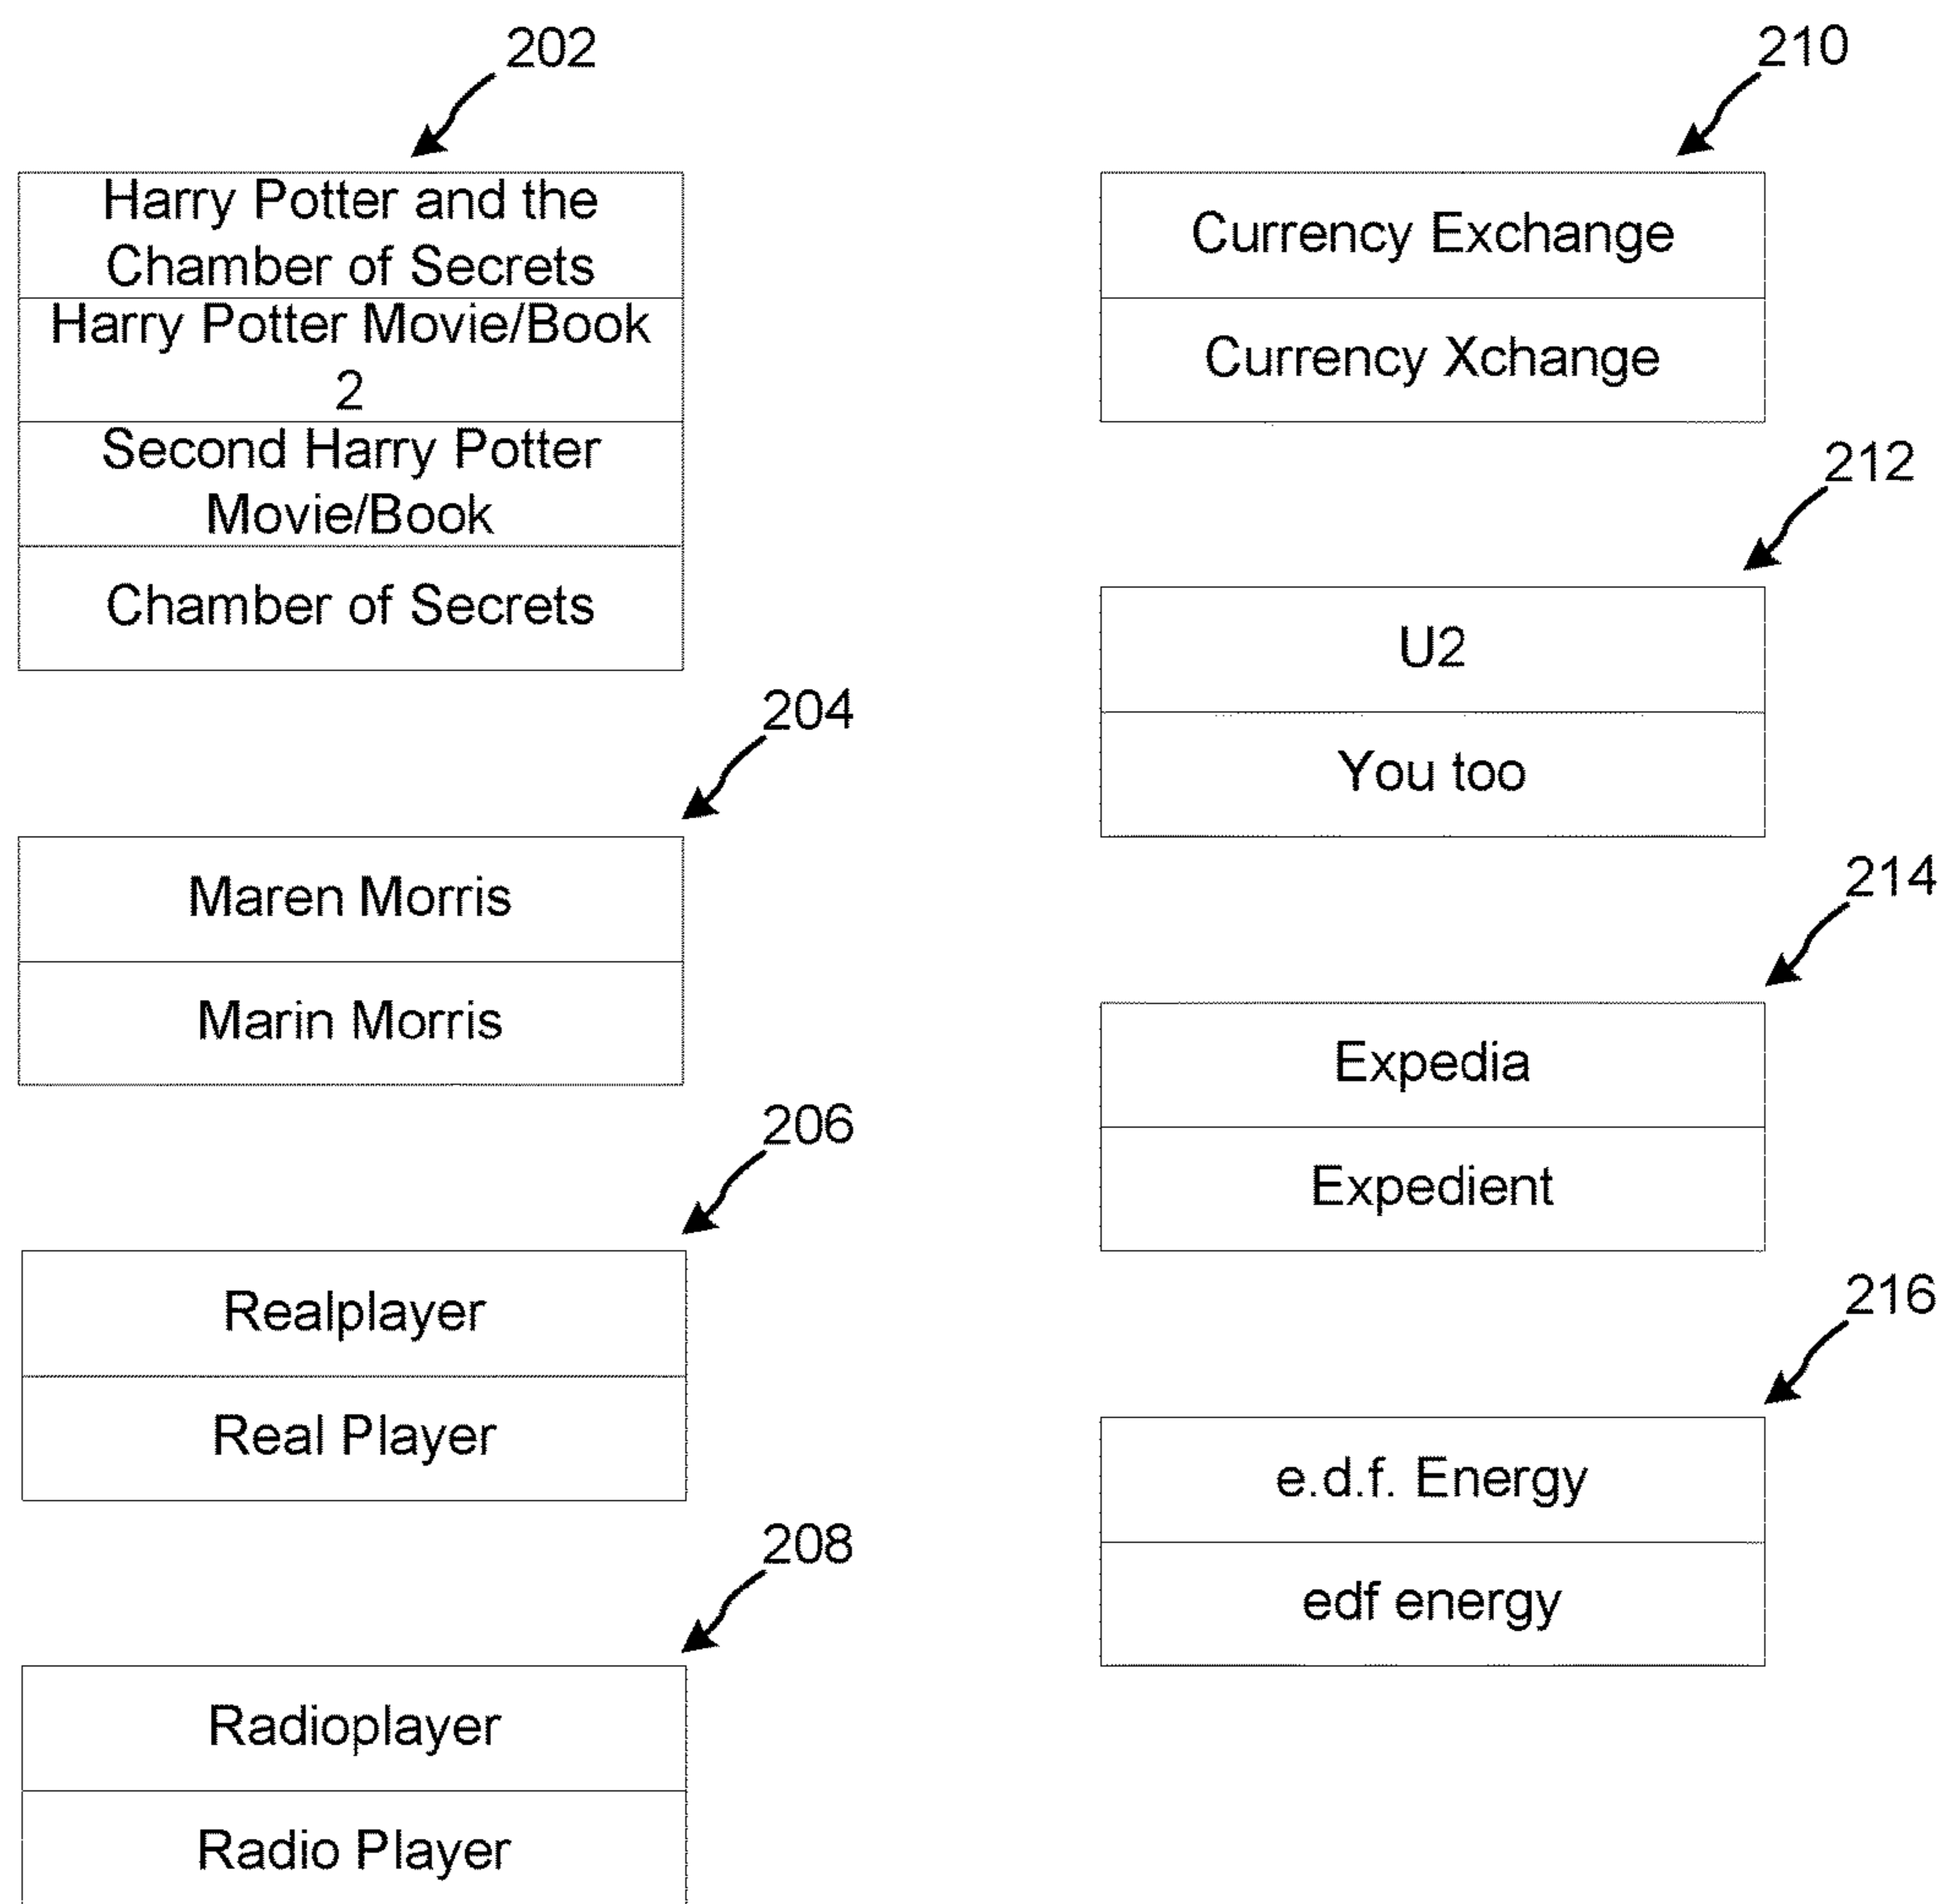 202
Harry Potter and the
Chamber of Secrets
Harry Potter Movie/Book
2
Second Harry Potter
Movie/Book
Chamber of Secrets
204
Maren Morris
Marin Morris
206
Realplayer
Real Player
208
Radioplayer
Radio Player
210
Currency Exchange
Currency Xchange
212
U2
You too
214
Expedia
Expedient
216
e.d.f. Energy
edf energy